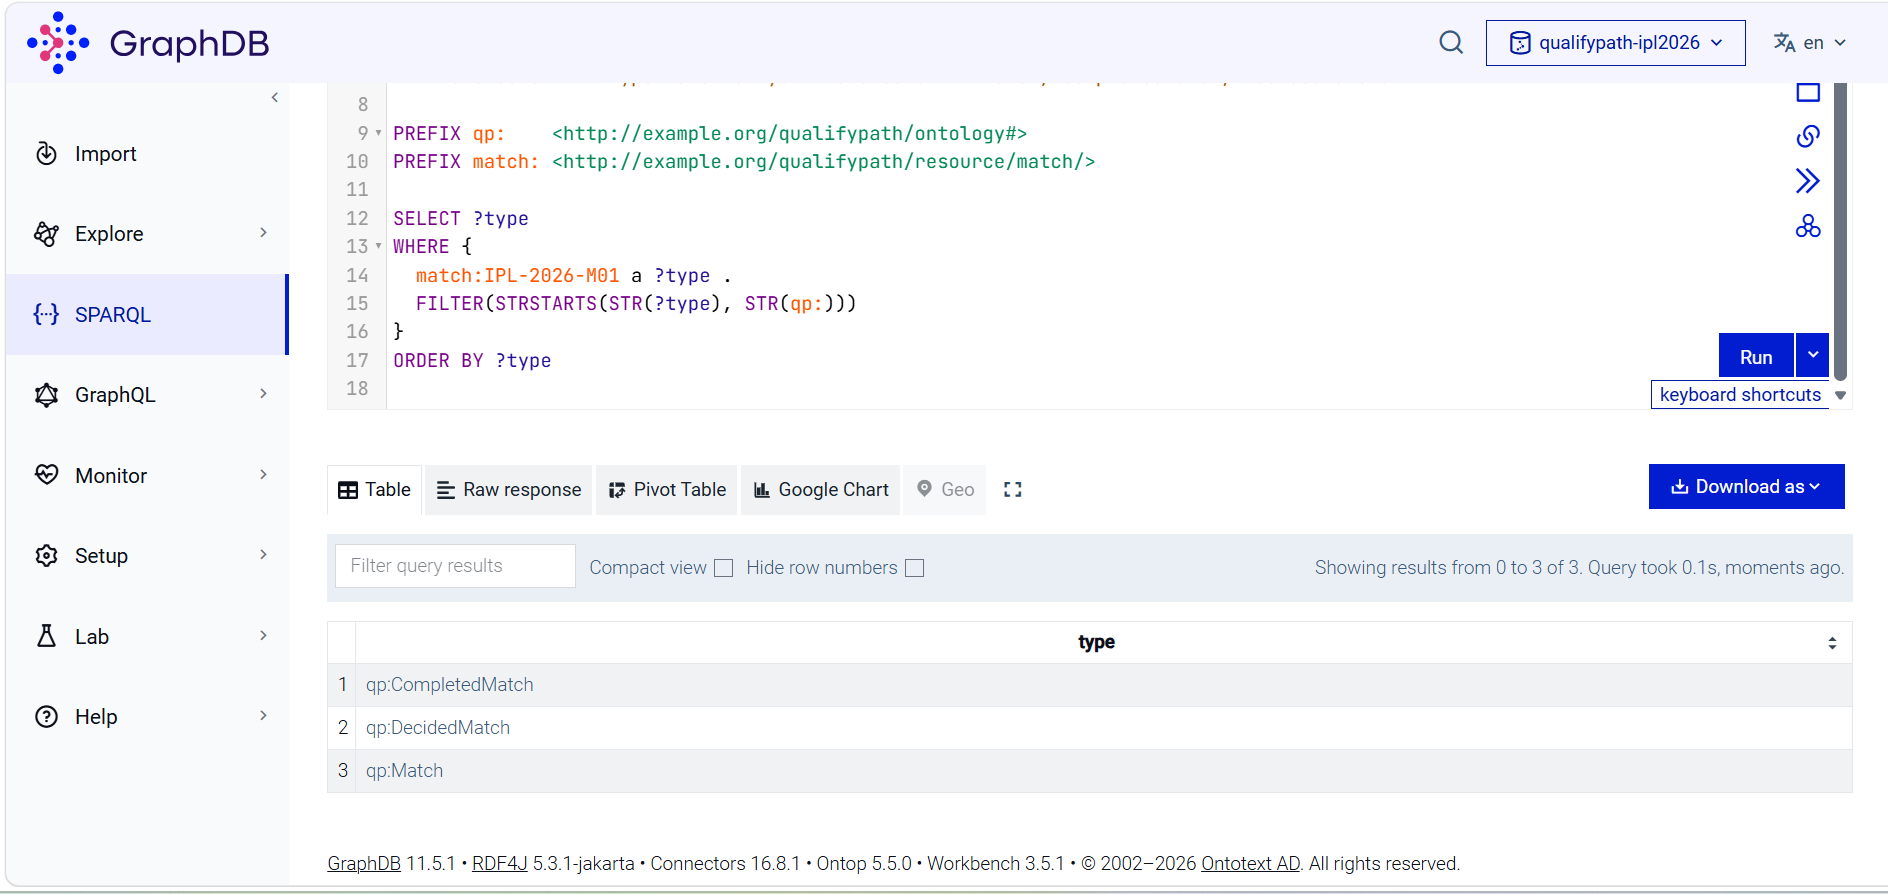 GraphDB
qualifypath-ipl2026
en
Import
Explore
SPARQL
GraphQL
Monitor
Setup
Lab
Help
8
9 PREFIX qp:    <http://example.org/qualifypath/ontology#>
10 PREFIX match: <http://example.org/qualifypath/resource/match/>
11
12 SELECT ?type
13 WHERE {
14   match:IPL-2026-M01 a ?type .
15   FILTER(STRSTARTS(STR(?type), STR(qp:)))
16 }
17 ORDER BY ?type
18
Run
keyboard shortcuts
Table Raw response Pivot Table Google Chart Geo
Download as
Filter query results Compact view Hide row numbers Showing results from 0 to 3 of 3. Query took 0.1s, moments ago.
type
1 qp:CompletedMatch
2 qp:DecidedMatch
3 qp:Match
GraphDB 11.5.1 • RDF4J 5.3.1-jakarta • Connectors 16.8.1 • Ontop 5.5.0 • Workbench 3.5.1 • © 2002–2026 Ontotext AD. All rights reserved.